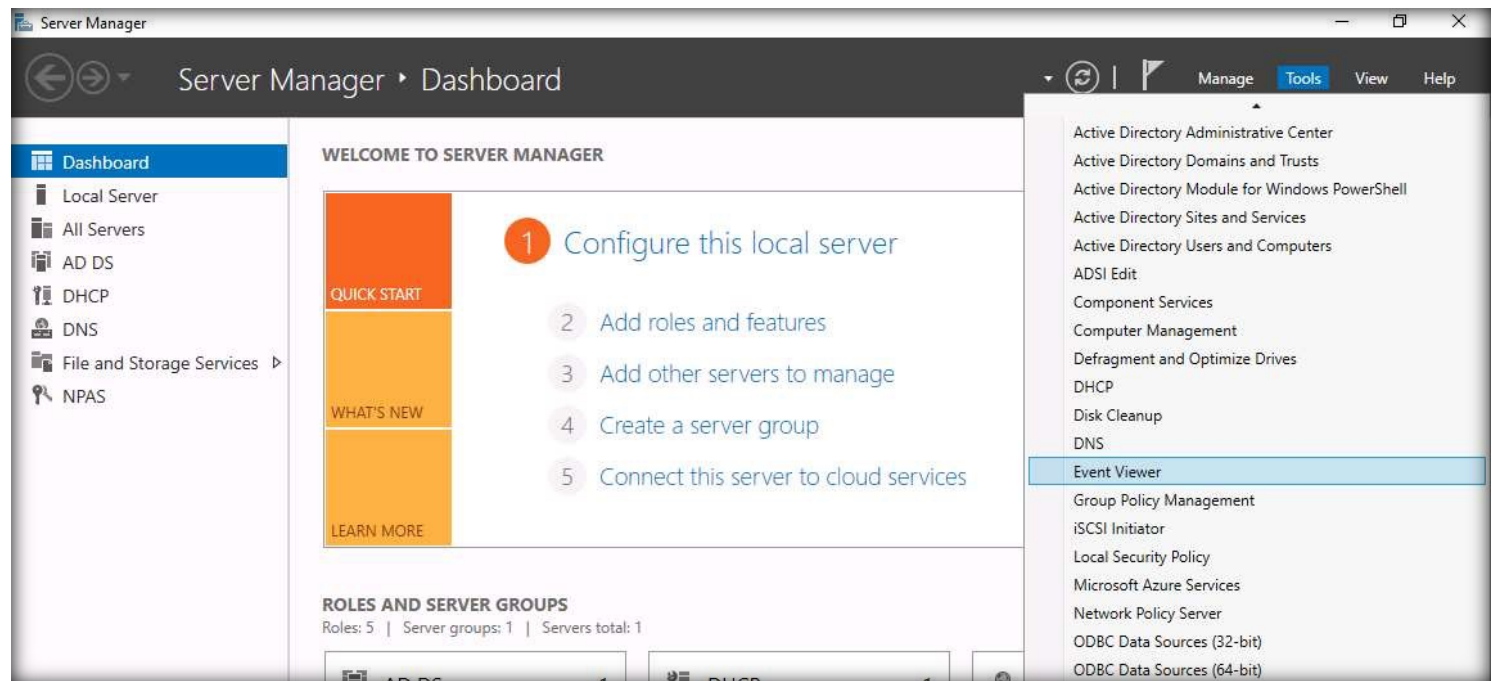 Server Manager
Server Manager • Dashboard
Manage Tools View Help
Dashboard
Local Server
All Servers
AD DS
DHCP
DNS
File and Storage Services
NPAS
WELCOME TO SERVER MANAGER
QUICK START
WHAT'S NEW
LEARN MORE
1 Configure this local server
2 Add roles and features
3 Add other servers to manage
4 Create a server group
5 Connect this server to cloud services
ROLES AND SERVER GROUPS
Roles: 5 | Server groups: 1 | Servers total: 1
AD DS
DHCP
Active Directory Administrative Center
Active Directory Domains and Trusts
Active Directory Module for Windows PowerShell
Active Directory Sites and Services
Active Directory Users and Computers
ADSI Edit
Component Services
Computer Management
Defragment and Optimize Drives
DHCP
Disk Cleanup
DNS
Event Viewer
Group Policy Management
iSCSI Initiator
Local Security Policy
Microsoft Azure Services
Network Policy Server
ODBC Data Sources (32-bit)
ODBC Data Sources (64-bit)